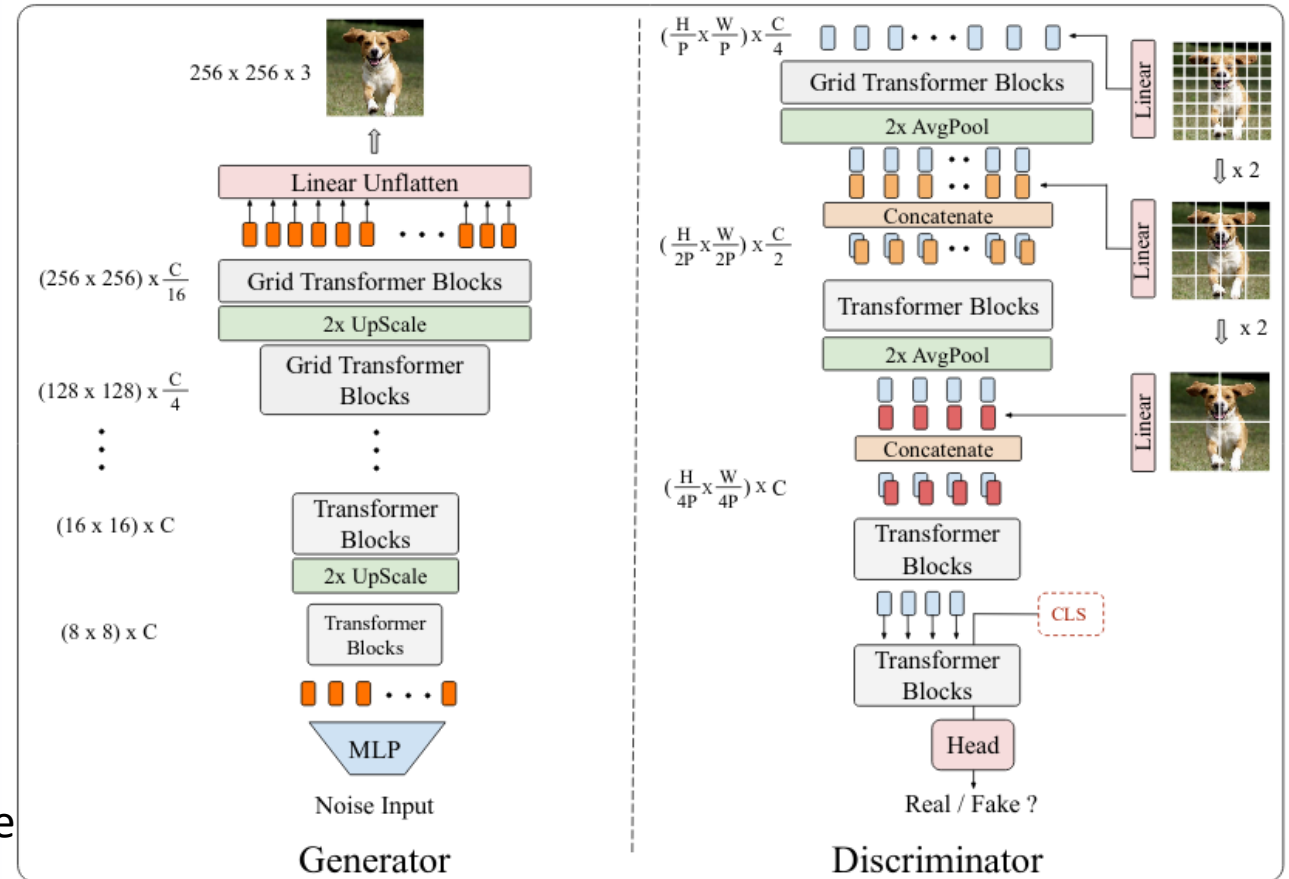 256 x 256 x 3
Linear Unflatten
(256 x 256) x C/16
Grid Transformer Blocks
2x UpScale
(128 x 128) x C/4
Grid Transformer
Blocks
(16 x 16) x C
Transformer
Blocks
2x UpScale
(8 x 8) x C
Transformer
Blocks
MLP
Noise Input
e
Generator
(H/P x W/P) x C/4
Linear
Grid Transformer Blocks
2x AvgPool
x 2
Concatenate
Linear
(H/2P x W/2P) x C/2
Transformer Blocks
x 2
2x AvgPool
Linear
Concatenate
(H/4P x W/4P) x C
Transformer
Blocks
CLS
Transformer
Blocks
Head
Real / Fake ?
Discriminator